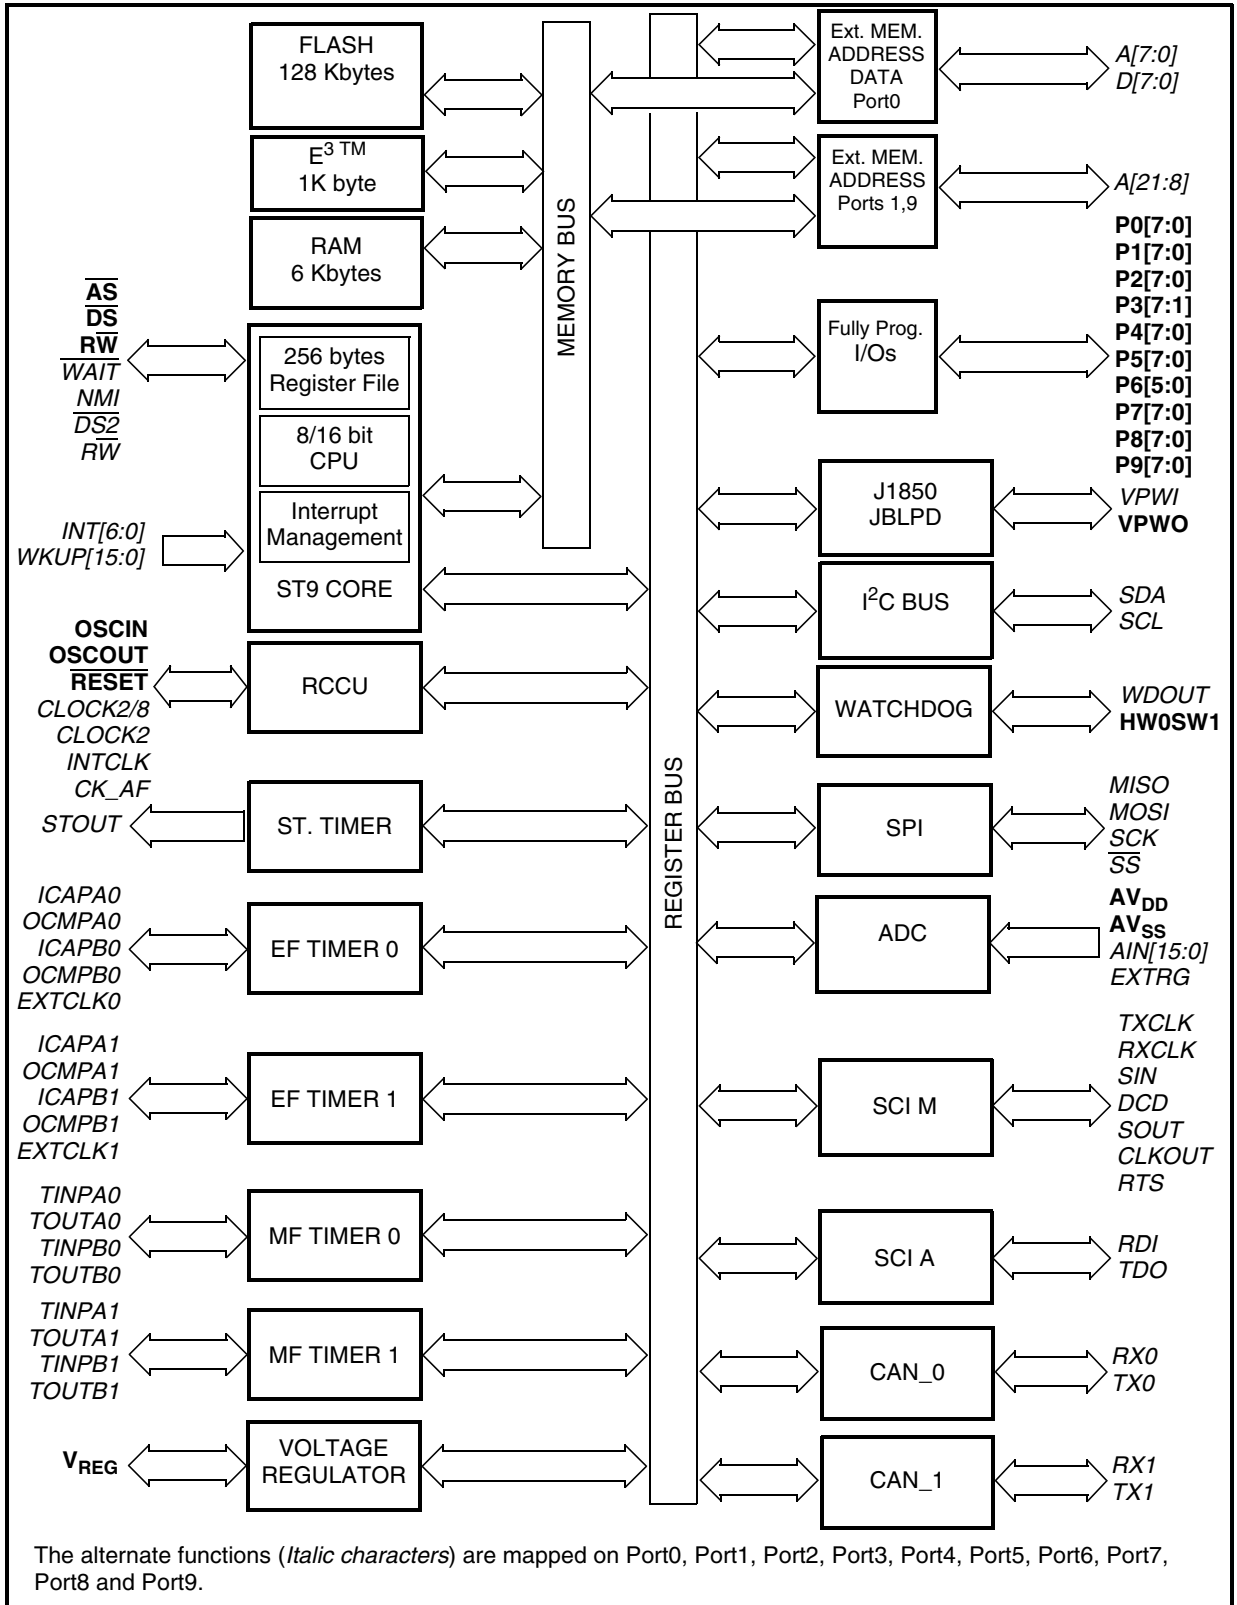 FLASH
128 Kbytes
E3 TM
1K byte
RAM
6 Kbytes
AS
DS
RW
WAIT
NMI
DS2
RW
256 bytes
Register File
8/16 bit
CPU
Interrupt
Management
ST9 CORE
INT[6:0]
WKUP[15:0]
OSCIN
OSCOUT
RESET
CLOCK2/8
CLOCK2
INTCLK
CK_AF
RCCU
STOUT
ST. TIMER
ICAPA0
OCMPA0
ICAPB0
OCMPB0
EXTCLK0
EF TIMER 0
ICAPA1
OCMPA1
ICAPB1
OCMPB1
EXTCLK1
EF TIMER 1
TINPA0
TOUTA0
TINPB0
TOUTB0
MF TIMER 0
TINPA1
TOUTA1
TINPB1
TOUTB1
MF TIMER 1
VREG
VOLTAGE
REGULATOR
MEMORY BUS
REGISTER BUS
Ext. MEM.
ADDRESS
DATA
Port0
A[7:0]
D[7:0]
Ext. MEM.
ADDRESS
Ports 1,9
A[21:8]
Fully Prog.
I/Os
P0[7:0]
P1[7:0]
P2[7:0]
P3[7:1]
P4[7:0]
P5[7:0]
P6[5:0]
P7[7:0]
P8[7:0]
P9[7:0]
J1850
JBLPD
VPWI
VPWO
I2C BUS
SDA
SCL
WATCHDOG
WDOUT
HW0SW1
SPI
MISO
MOSI
SCK
SS
ADC
AVDD
AVSS
AIN[15:0]
EXTRG
SCI M
TXCLK
RXCLK
SIN
DCD
SOUT
CLKOUT
RTS
SCI A
RDI
TDO
CAN_0
RX0
TX0
CAN_1
RX1
TX1
The alternate functions (Italic characters) are mapped on Port0, Port1, Port2, Port3, Port4, Port5, Port6, Port7,
Port8 and Port9.